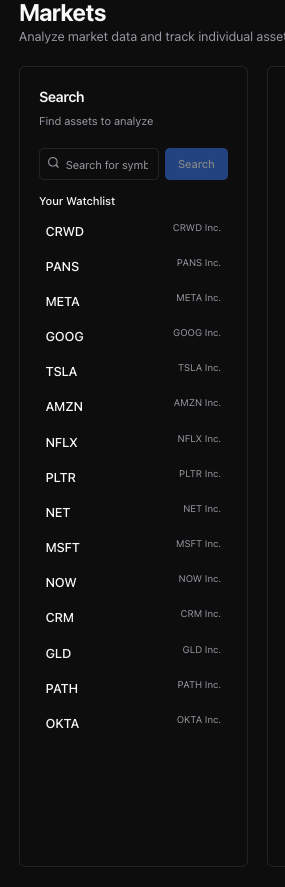 Markets
Analyze market data and track individual asset
Search
Find assets to analyze
Search for symb
Search
Your Watchlist
CRWD CRWD Inc.
PANS PANS Inc.
META META Inc.
GOOG GOOG Inc.
TSLA TSLA Inc.
AMZN AMZN Inc.
NFLX NFLX Inc.
PLTR PLTR Inc.
NET NET Inc.
MSFT MSFT Inc.
NOW NOW Inc.
CRM CRM Inc.
GLD GLD Inc.
PATH PATH Inc.
OKTA OKTA Inc.